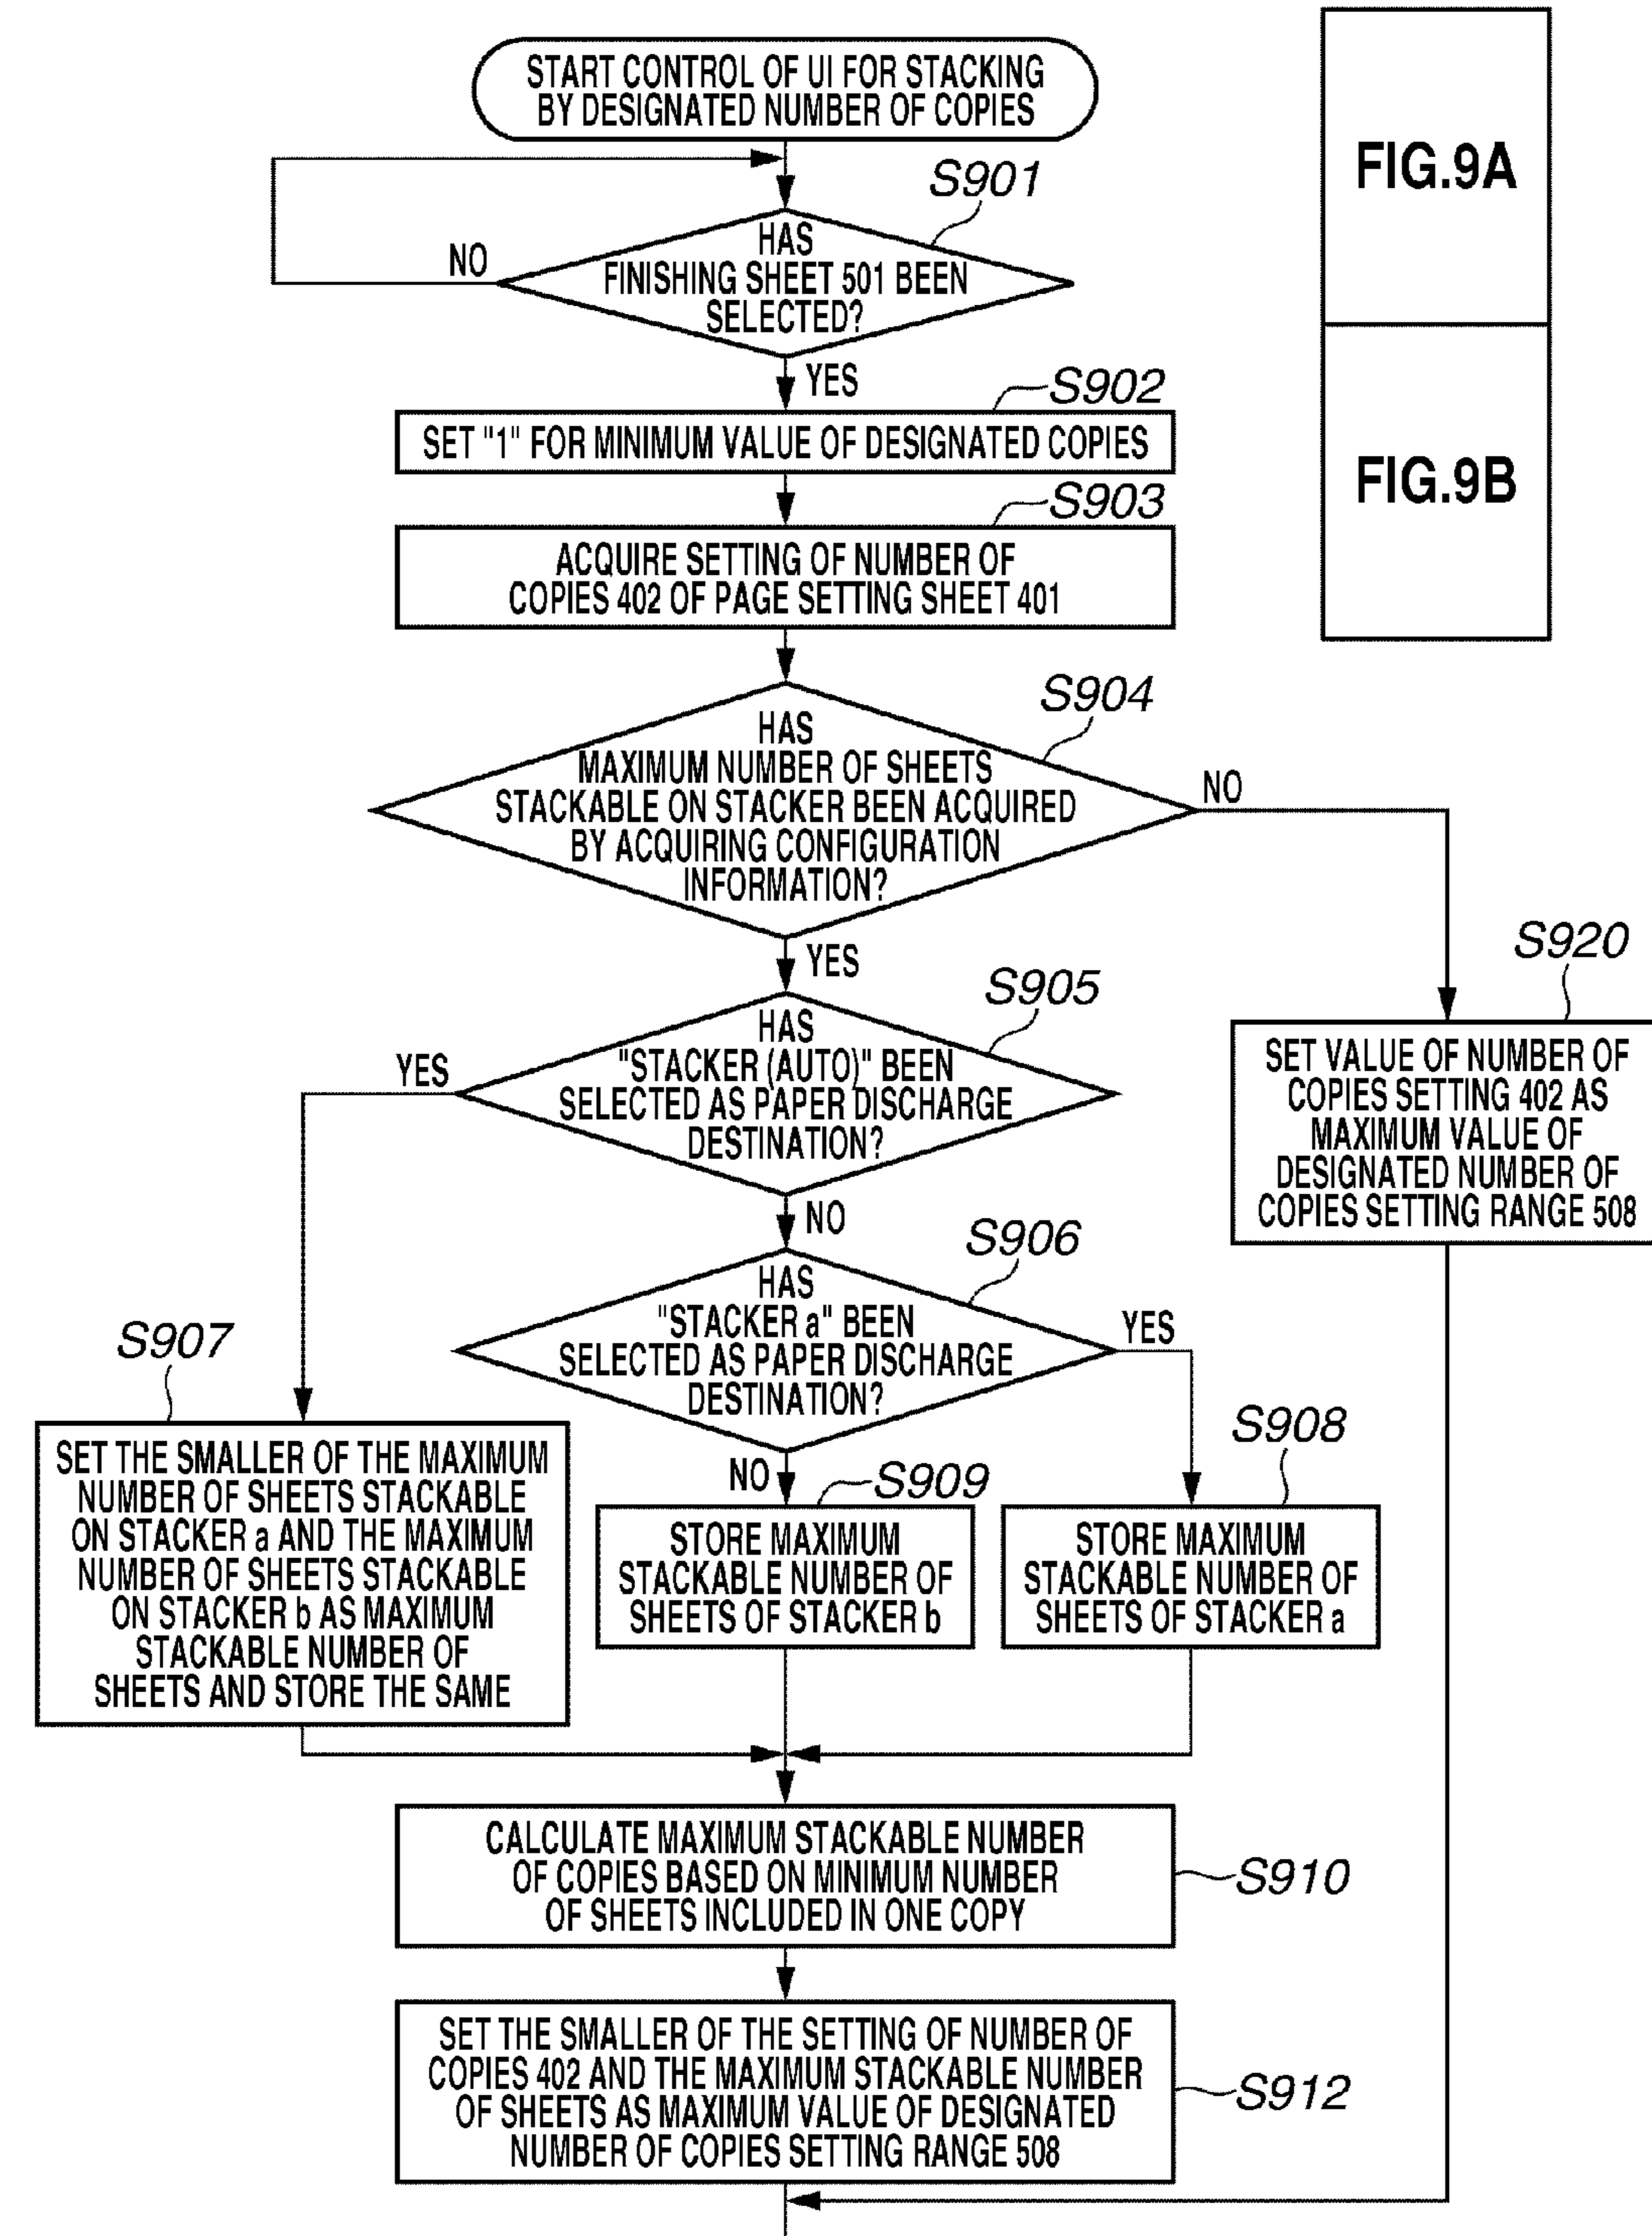 START CONTROL OF UI FOR STACKING
BY DESIGNATED NUMBER OF COPIES
FIG.9A
FIG.9B
S901
HAS
FINISHING SHEET 501 BEEN
SELECTED?
NO
YES
S902
SET "1" FOR MINIMUM VALUE OF DESIGNATED COPIES
S903
ACQUIRE SETTING OF NUMBER OF
COPIES 402 OF PAGE SETTING SHEET 401
S904
HAS
MAXIMUM NUMBER OF SHEETS
STACKABLE ON STACKER BEEN ACQUIRED
BY ACQUIRING CONFIGURATION
INFORMATION?
NO
YES
S920
SET VALUE OF NUMBER OF
COPIES SETTING 402 AS
MAXIMUM VALUE OF
DESIGNATED NUMBER OF
COPIES SETTING RANGE 508
S905
HAS
"STACKER (AUTO)" BEEN
SELECTED AS PAPER DISCHARGE
DESTINATION?
YES
NO
S906
HAS
"STACKER a" BEEN
SELECTED AS PAPER DISCHARGE
DESTINATION?
YES
NO
S907
SET THE SMALLER OF THE MAXIMUM
NUMBER OF SHEETS STACKABLE
ON STACKER a AND THE MAXIMUM
NUMBER OF SHEETS STACKABLE
ON STACKER b AS MAXIMUM
STACKABLE NUMBER OF
SHEETS AND STORE THE SAME
S909
STORE MAXIMUM
STACKABLE NUMBER OF
SHEETS OF STACKER b
S908
STORE MAXIMUM
STACKABLE NUMBER OF
SHEETS OF STACKER a
CALCULATE MAXIMUM STACKABLE NUMBER
OF COPIES BASED ON MINIMUM NUMBER
OF SHEETS INCLUDED IN ONE COPY
S910
SET THE SMALLER OF THE SETTING OF NUMBER OF
COPIES 402 AND THE MAXIMUM STACKABLE NUMBER
OF SHEETS AS MAXIMUM VALUE OF DESIGNATED
NUMBER OF COPIES SETTING RANGE 508
S912